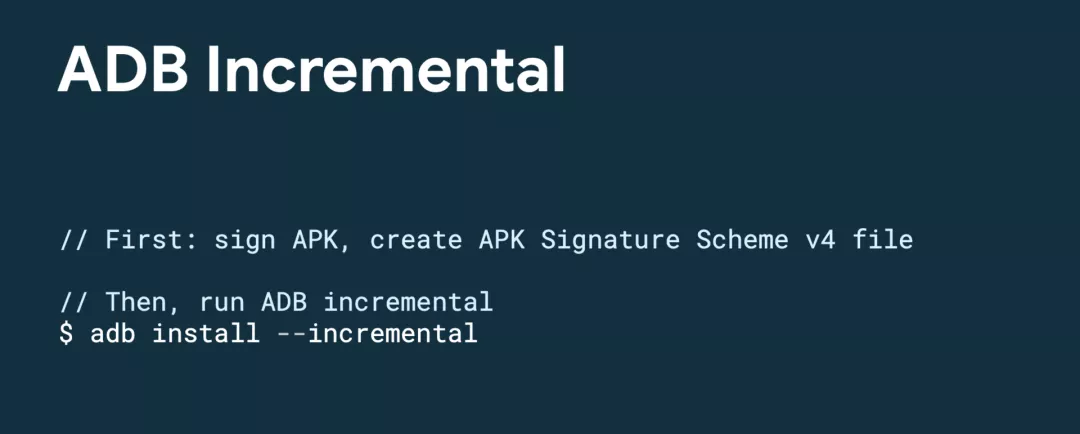 ADB Incremental
// First: sign APK, create APK Signature Scheme v4 file
// Then, run ADB incremental
$ adb install --incremental